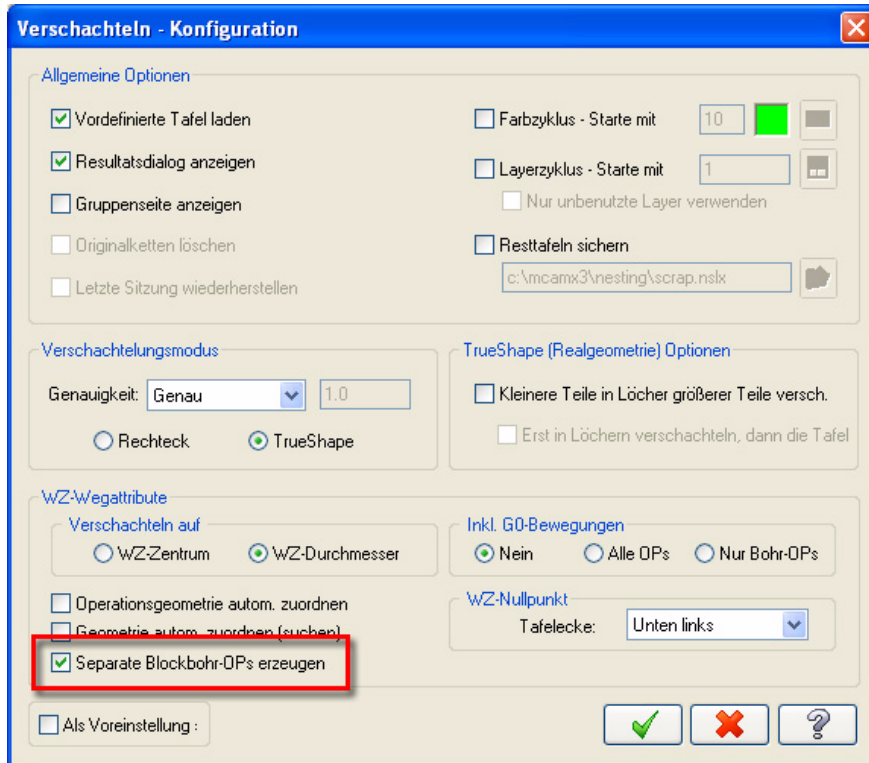 Verschachteln - Konfiguration
Allgemeine Optionen
Vordefinierte Tafel laden
Resultatsdialog anzeigen
Gruppenseite anzeigen
Originalketten löschen
Letzte Sitzung wiederherstellen
Farbzyklus - Starte mit 10
Layerzyklus - Starte mit 1
Nur unbenutzte Layer verwenden
Resttafeln sichern
c:\mcamx3\nesting\scrap.nslx
Verschachtelungsmodus
Genauigkeit: Genau 1.0
Rechteck TrueShape
TrueShape (Realgeometrie) Optionen
Kleinere Teile in Löcher größerer Teile versch.
Erst in Löchern verschachteln, dann die Tafel
WZ-Wegattribute
Verschachteln auf
WZ-Zentrum WZ-Durchmesser
Inkl. G0-Bewegungen
Nein Alle OPs Nur Bohr-OPs
Operationsgeometrie autom. zuordnen
Geometrie autom. zuordnen (suchen)
Separate Blockbohr-OPs erzeugen
WZ-Nullpunkt
Tafelecke: Unten links
Als Voreinstellung :